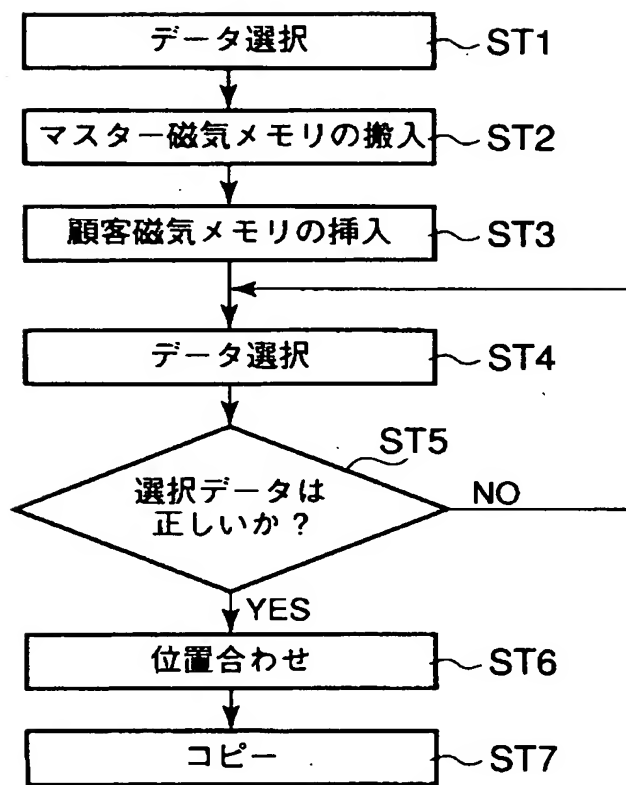 データ選択 ST1
マスター磁気メモリの搬入 ST2
顧客磁気メモリの挿入 ST3
データ選択 ST4
ST5
選択データは
正しいか？
NO
YES
位置合わせ ST6
コピー ST7